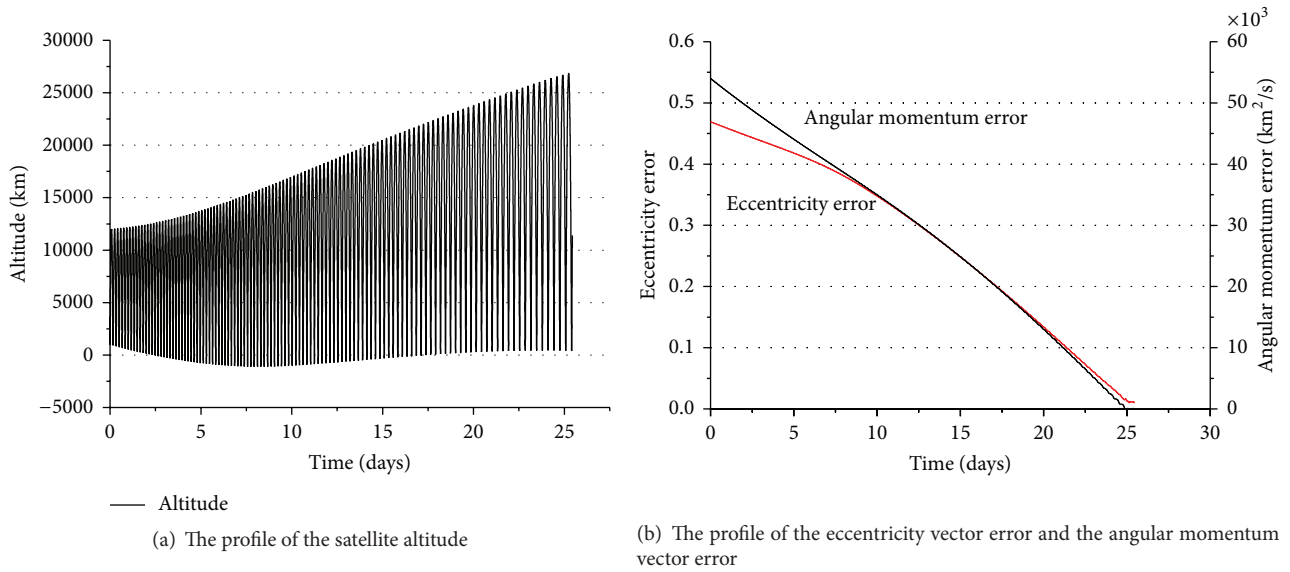 30000
25000
20000
15000
10000
5000
0
−5000
Altitude (km)
0 5 10 15 20 25
Time (days)
Altitude
(a) The profile of the satellite altitude
×10³
0.6
0.5
0.4
0.3
0.2
0.1
0.0
Eccentricity error
Angular momentum error
Eccentricity error
60
50
40
30
20
10
0
Angular momentum error (km²/s)
0 5 10 15 20 25 30
Time (days)
(b) The profile of the eccentricity vector error and the angular momentum
vector error